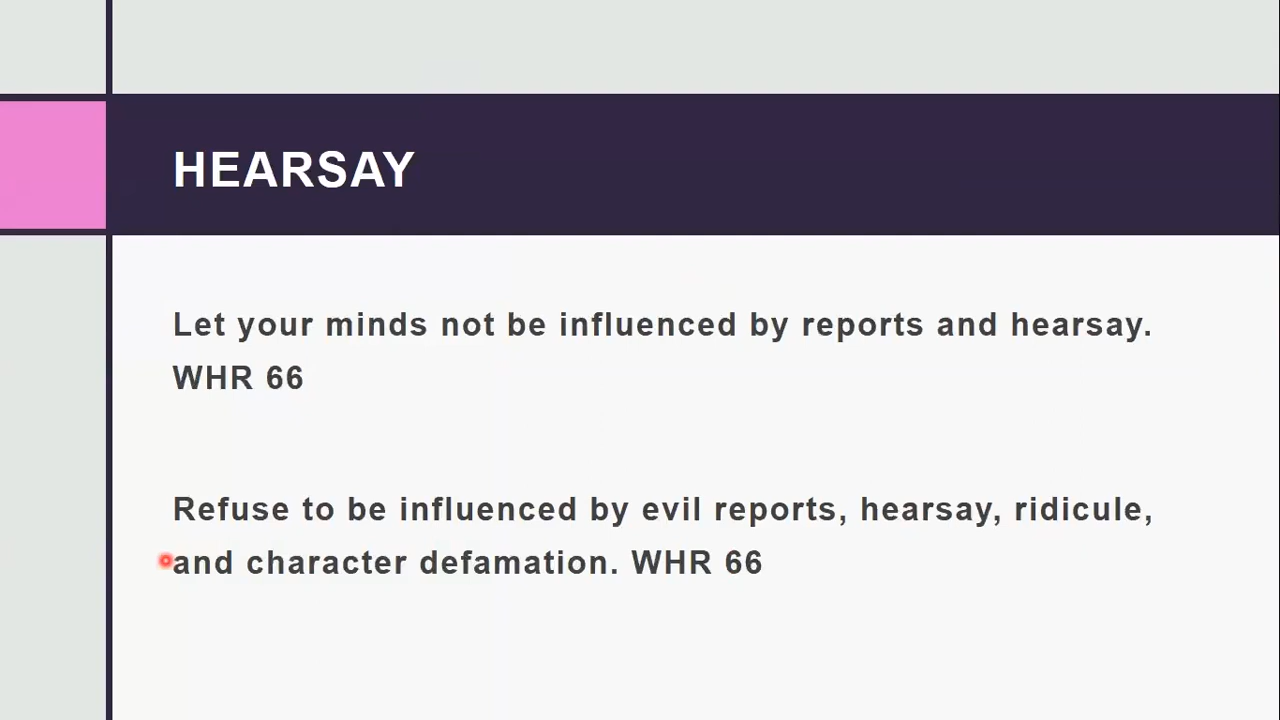 HEARSAY
Let your minds not be influenced by reports and hearsay.
WHR 66
Refuse to be influenced by evil reports, hearsay, ridicule,
and character defamation. WHR 66